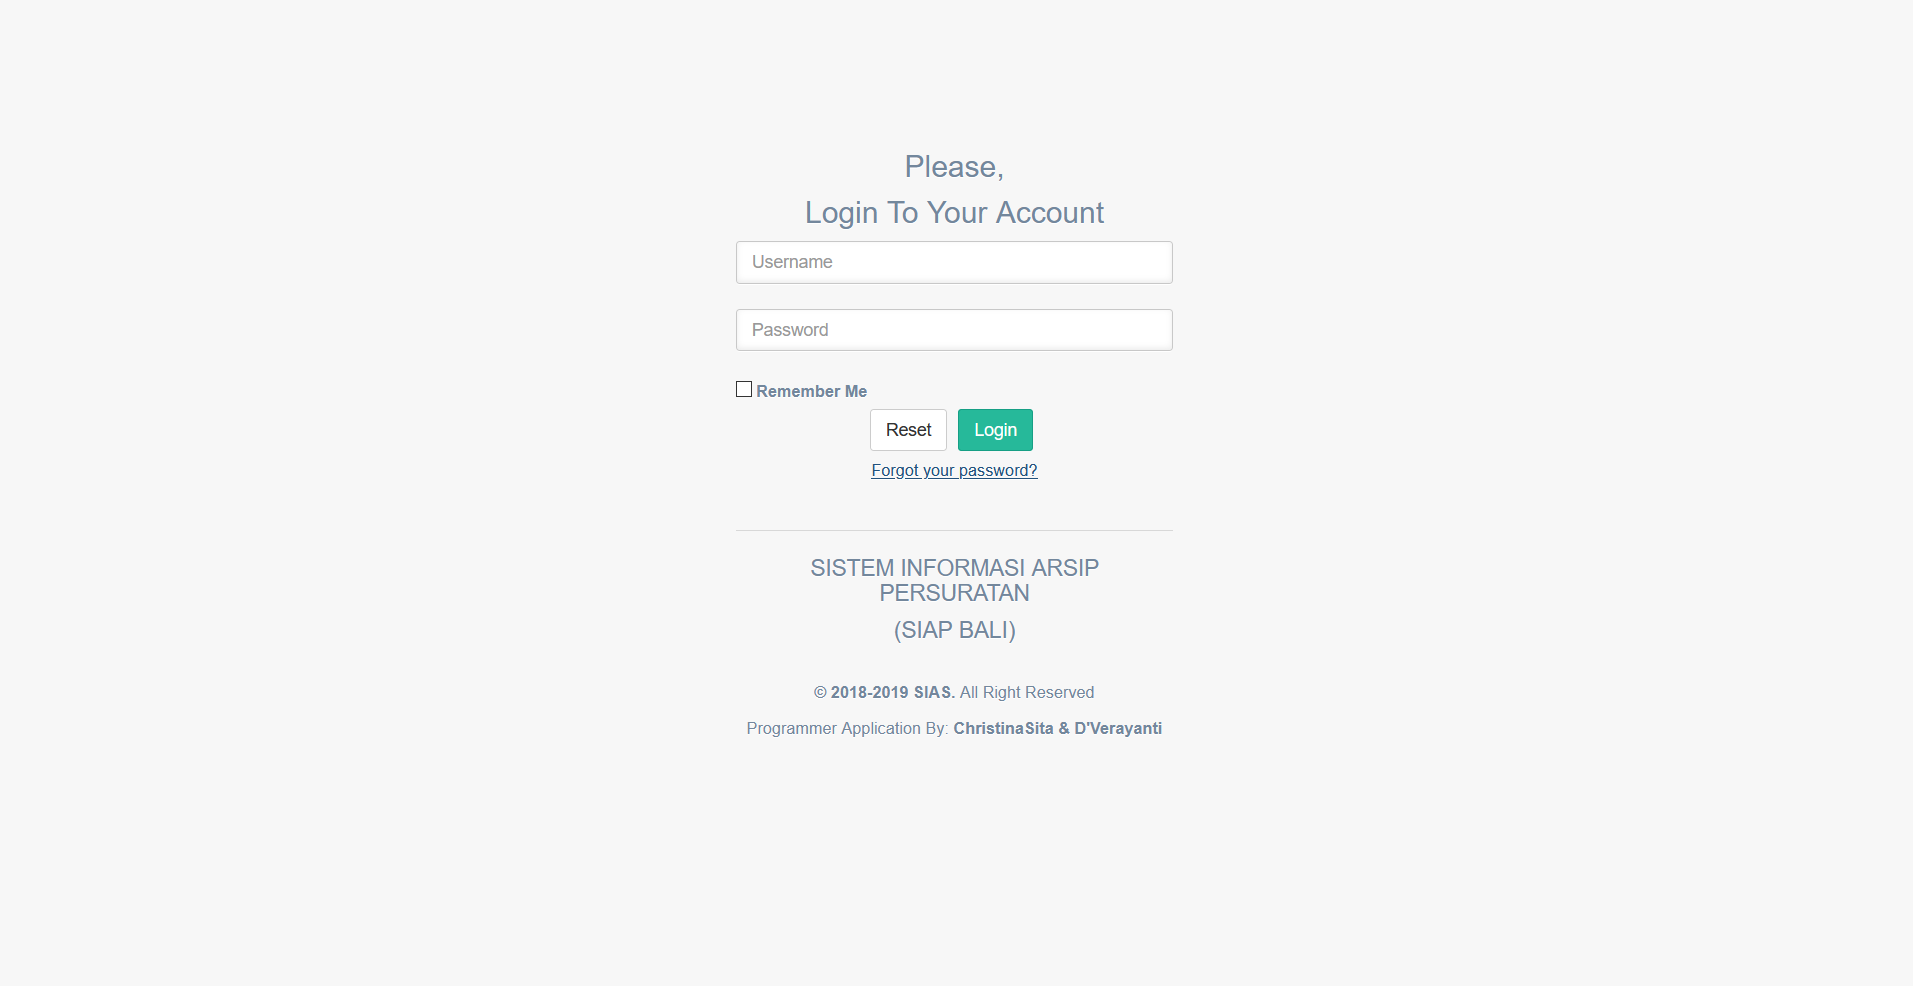 Please,
Login To Your Account
Username
Password
Remember Me
Reset Login
Forgot your password?
SISTEM INFORMASI ARSIP
PERSURATAN
(SIAP BALI)
© 2018-2019 SIAS. All Right Reserved
Programmer Application By: ChristinaSita & D'Verayanti